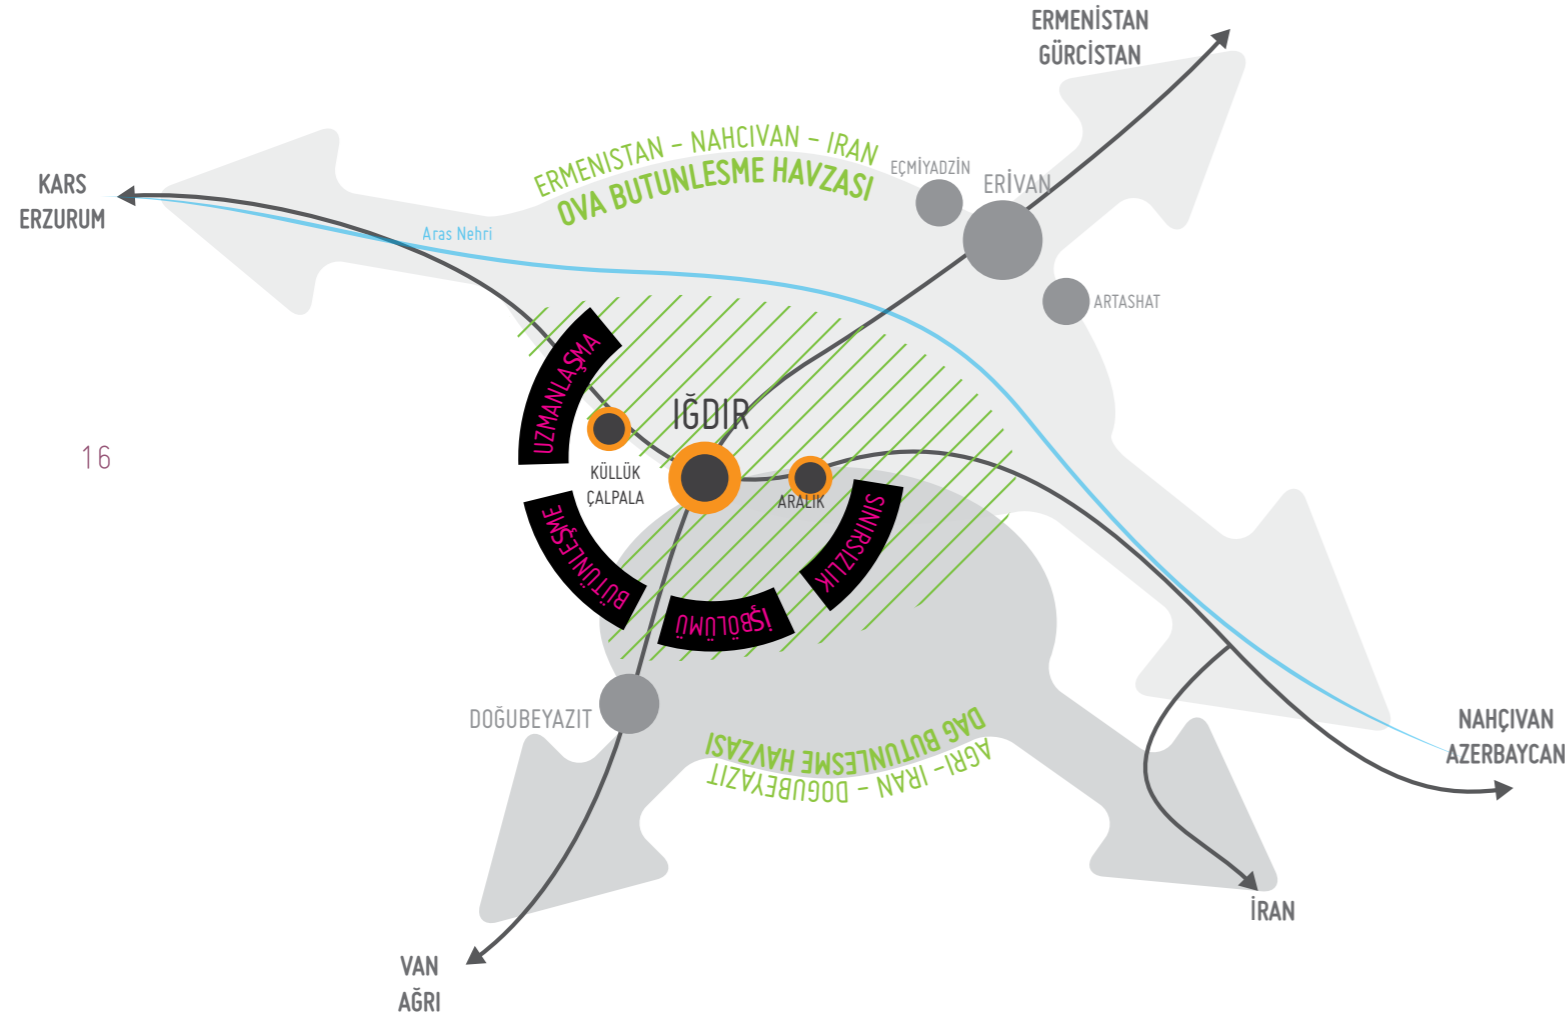 ERMENİSTAN
GÜRCİSTAN
ERMENISTAN - NAHCIVAN - IRAN
OVA BUTUNLESME HAVZASI
EÇMİYADZİN
ERİVAN
KARS
ERZURUM
Aras Nehri
ARTASHAT
UZMANLAŞMA
IĞDIR
16
KÜLLÜK
ÇALPALA
ARALIK
BÜTÜNLEŞME
SINIRSIZLIK
İŞBÖLÜMÜ
DOĞUBEYAZIT
DAG BUTUNLESME HAVZASI
AGRI-IRAN - DOGUBEYAZIT
NAHÇIVAN
AZERBAYCAN
İRAN
VAN
AĞRI